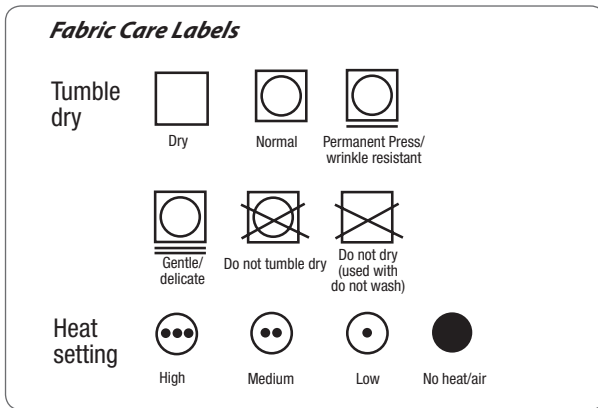 Fabric Care Labels
Tumble
dry
Dry
Normal
Permanent Press/
wrinkle resistant
Gentle/
delicate
Do not tumble dry
Do not dry
(used with
do not wash)
Heat
setting
High
Medium
Low
No heat/air